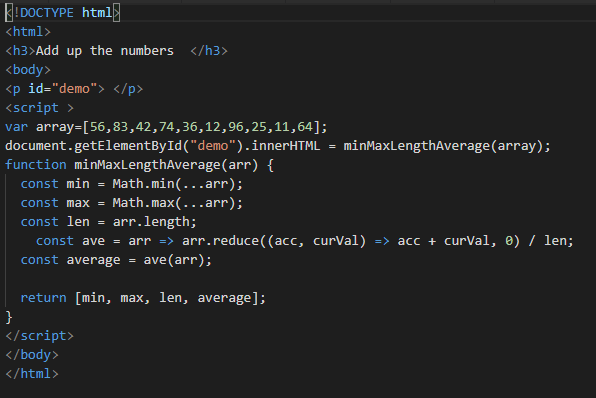 <!DOCTYPE html>
<html>
<h3>Add up the numbers  </h3>
<body>
<p id="demo"> </p>
<script >
var array=[56,83,42,74,36,12,96,25,11,64];
document.getElementById("demo").innerHTML = minMaxLengthAverage(array);
function minMaxLengthAverage(arr) {
  const min = Math.min(...arr);
  const max = Math.max(...arr);
  const len = arr.length;
    const ave = arr => arr.reduce((acc, curVal) => acc + curVal, 0) / len;
  const average = ave(arr);
  return [min, max, len, average];
}
</script>
</body>
</html>